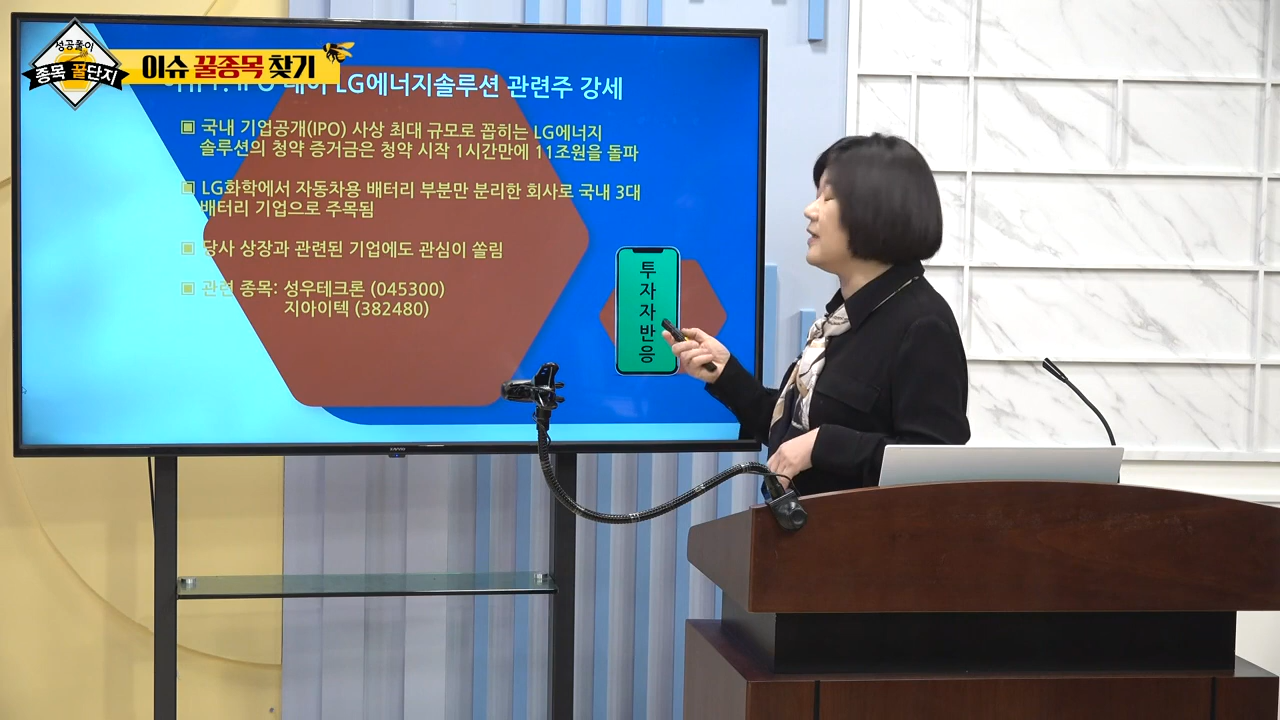 성공풀이
종목 꿀단지
이슈 꿀종목 찾기
LG에너지솔루션 관련주 강세
▣ 국내 기업공개(IPO) 사상 최대 규모로 꼽히는 LG에너지
솔루션의 청약 증거금은 청약 시작 1시간만에 11조원을 돌파
▣ LG화학에서 자동차용 배터리 부분만 분리한 회사로 국내 3대
배터리 기업으로 주목됨
▣ 당사 상장과 관련된 기업에도 관심이 쏠림
▣ 관련 종목: 성우테크론 (045300)
지아이텍 (382480)
투자자반응